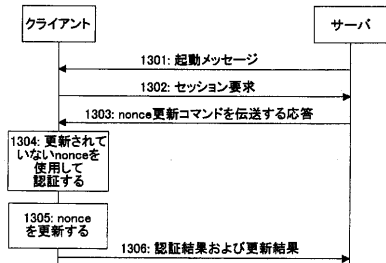 クライアント
サーバ
1301: 起動メッセージ
1302: セッション要求
1303: nonce更新コマンドを伝送する応答
1304: 更新されて
いないnonceを
使用して
認証する
1305: nonce
を更新する
1306: 認証結果および更新結果